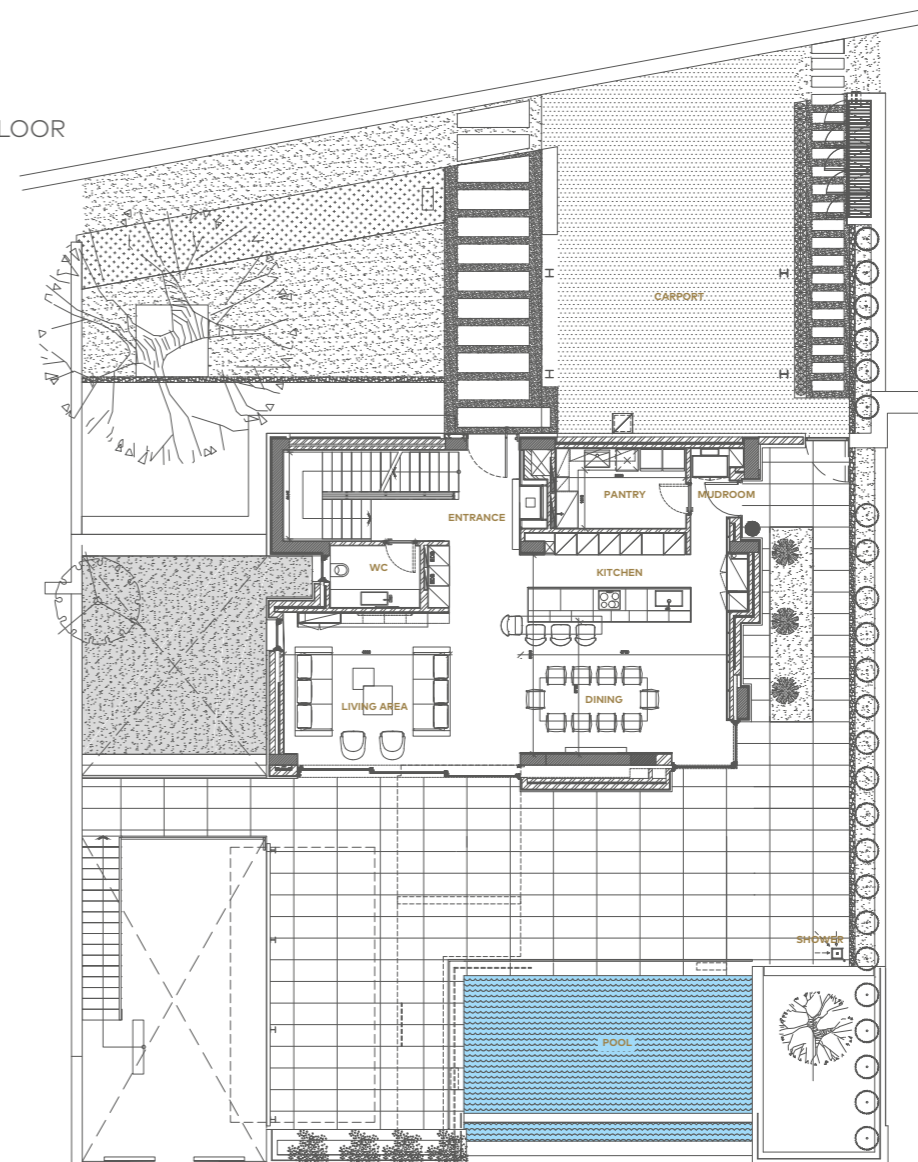 LOOR
CARPORT
PANTRY
MUDROOM
ENTRANCE
WC
KITCHEN
LIVING AREA
DINING
SHOWER
POOL